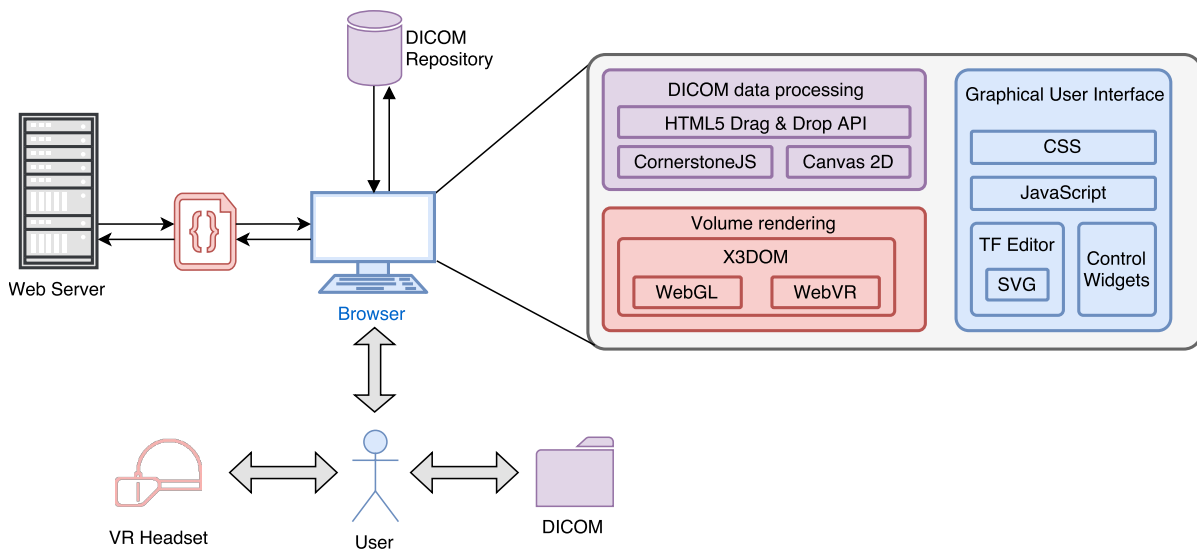 DICOM
Repository
Web Server
{}
Browser
DICOM data processing
HTML5 Drag & Drop API
CornerstoneJS
Canvas 2D
Volume rendering
X3DOM
WebGL
WebVR
Graphical User Interface
CSS
JavaScript
TF Editor
SVG
Control
Widgets
VR Headset
User
DICOM